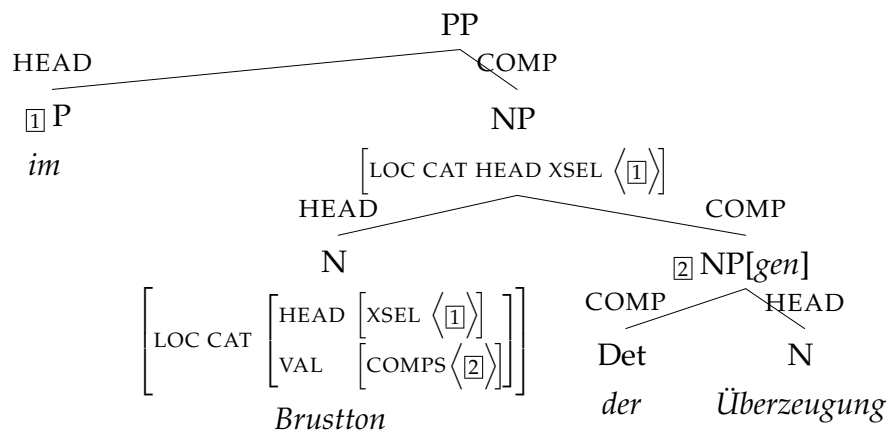 PP
HEAD COMP
1 P NP
im
[LOC CAT HEAD XSEL ⟨1⟩]
HEAD COMP
N 2 NP[gen]
COMP HEAD
[LOC CAT [HEAD [XSEL ⟨1⟩]
VAL [COMPS⟨2⟩]]]
Det N
Brustton der Überzeugung